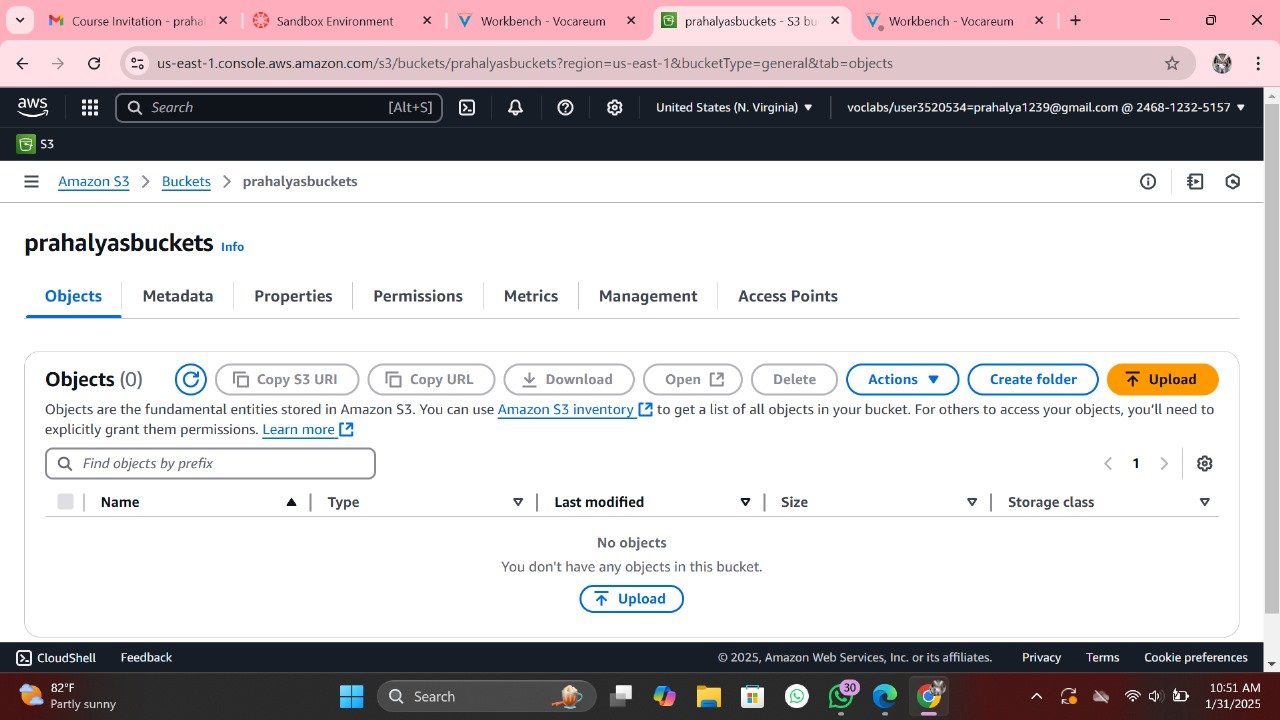 Course Invitation - prahal
Sandbox Environment
Workbench - Vocareum
prahalyasbuckets - S3 bu
Workbench - Vocareum
us-east-1.console.aws.amazon.com/s3/buckets/prahalyasbuckets?region=us-east-1&bucketType=general&tab=objects
aws
Search [Alt+S]
United States (N. Virginia)
voclabs/user3520534=prahalya1239@gmail.com @ 2468-1232-5157
S3
Amazon S3 > Buckets > prahalyasbuckets
prahalyasbuckets Info
Objects Metadata Properties Permissions Metrics Management Access Points
Objects (0) Copy S3 URI Copy URL Download Open Delete Actions Create folder Upload
Objects are the fundamental entities stored in Amazon S3. You can use Amazon S3 inventory to get a list of all objects in your bucket. For others to access your objects, you'll need to
explicitly grant them permissions. Learn more
Find objects by prefix
1
Name Type Last modified Size Storage class
No objects
You don't have any objects in this bucket.
Upload
CloudShell Feedback © 2025, Amazon Web Services, Inc. or its affiliates. Privacy Terms Cookie preferences
82°F
Partly sunny
Search
30
10:51 AM
1/31/2025